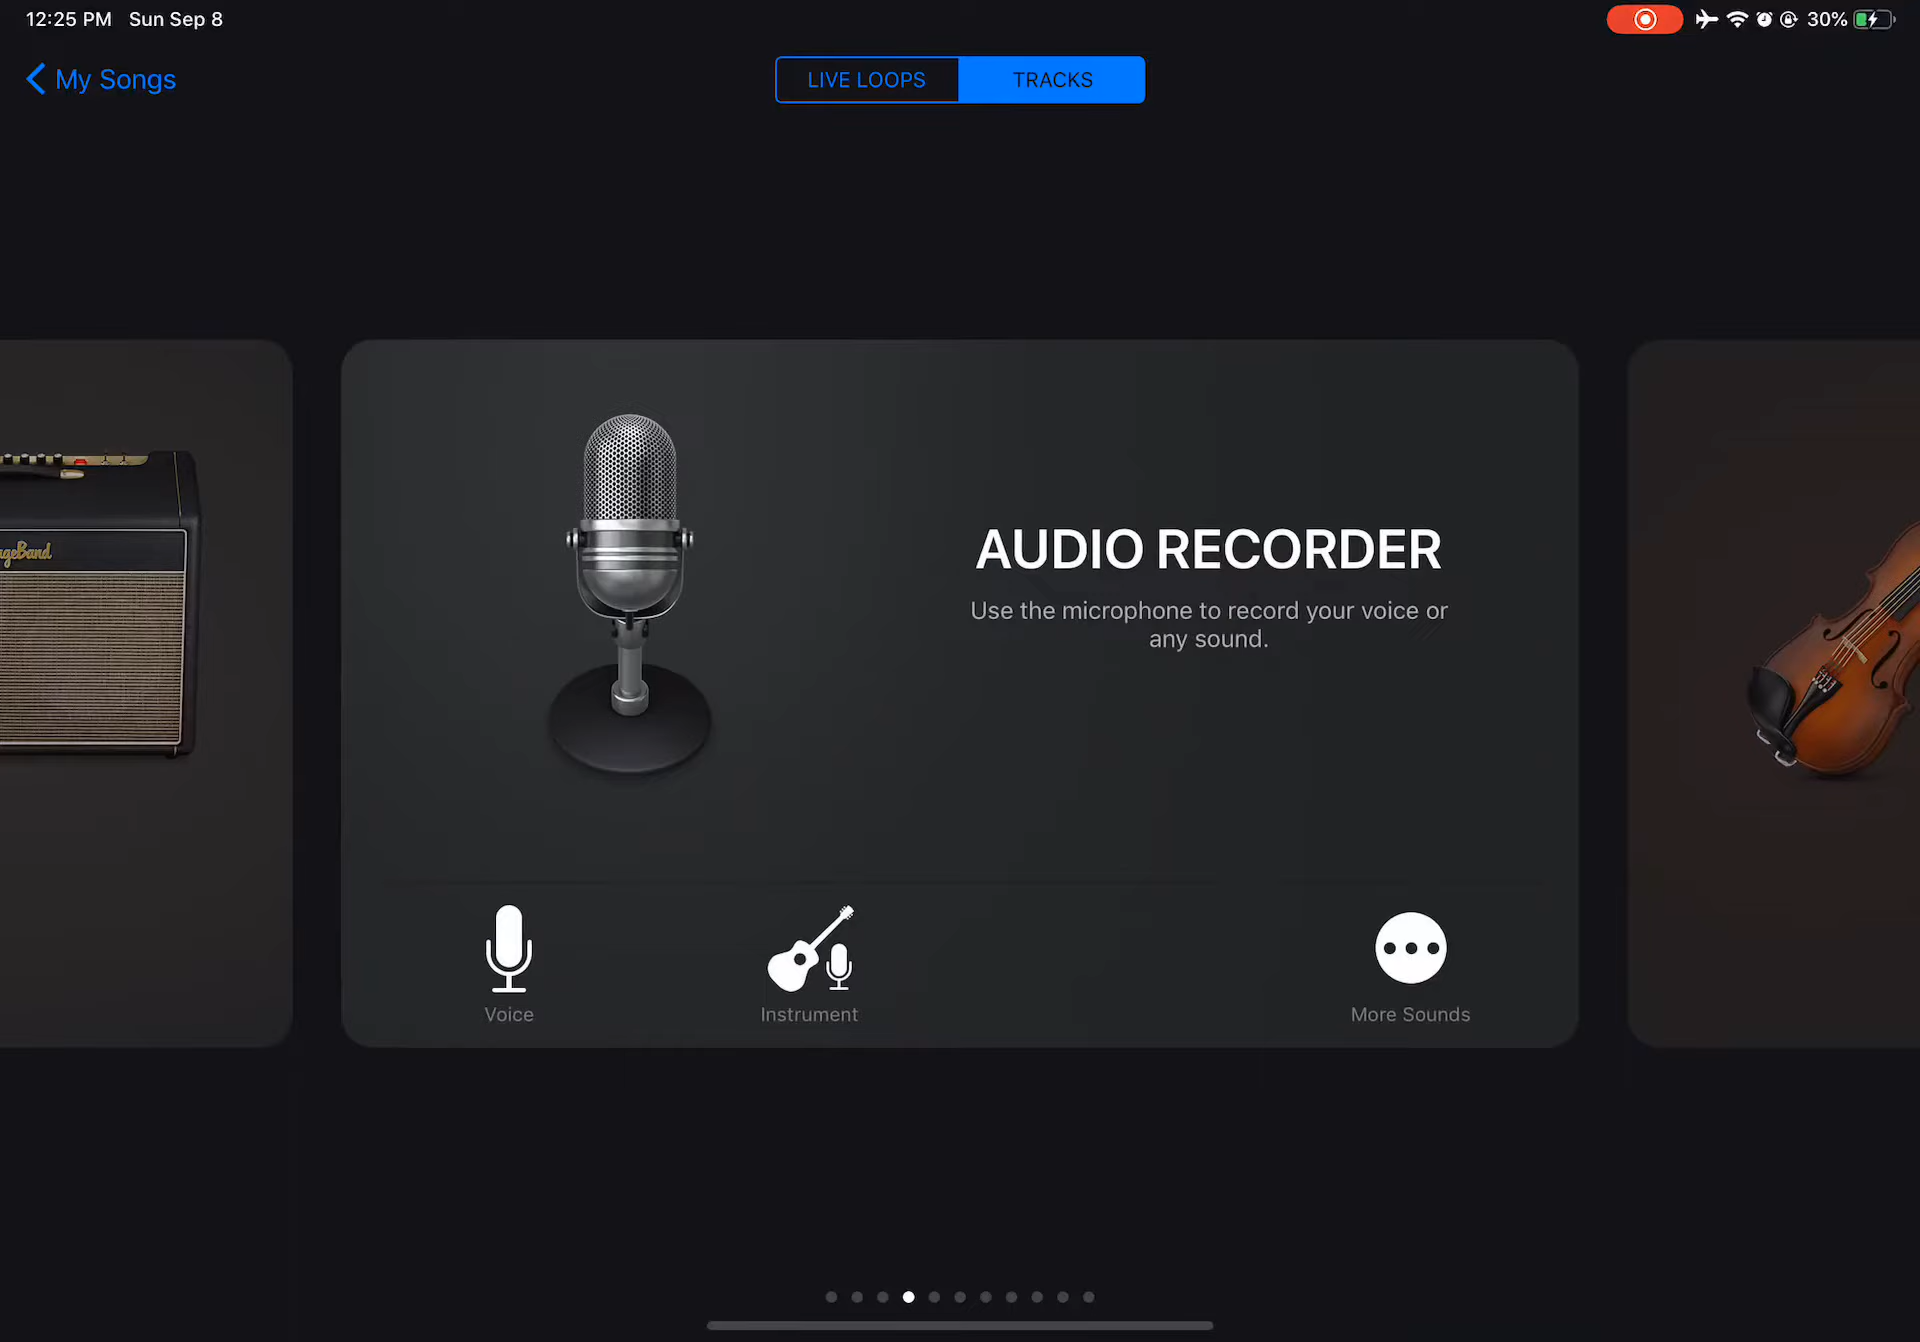 12:25 PM Sun Sep 8
30%
My Songs
LIVE LOOPS
TRACKS
ageBand
AUDIO RECORDER
Use the microphone to record your voice or
any sound.
Voice
Instrument
More Sounds